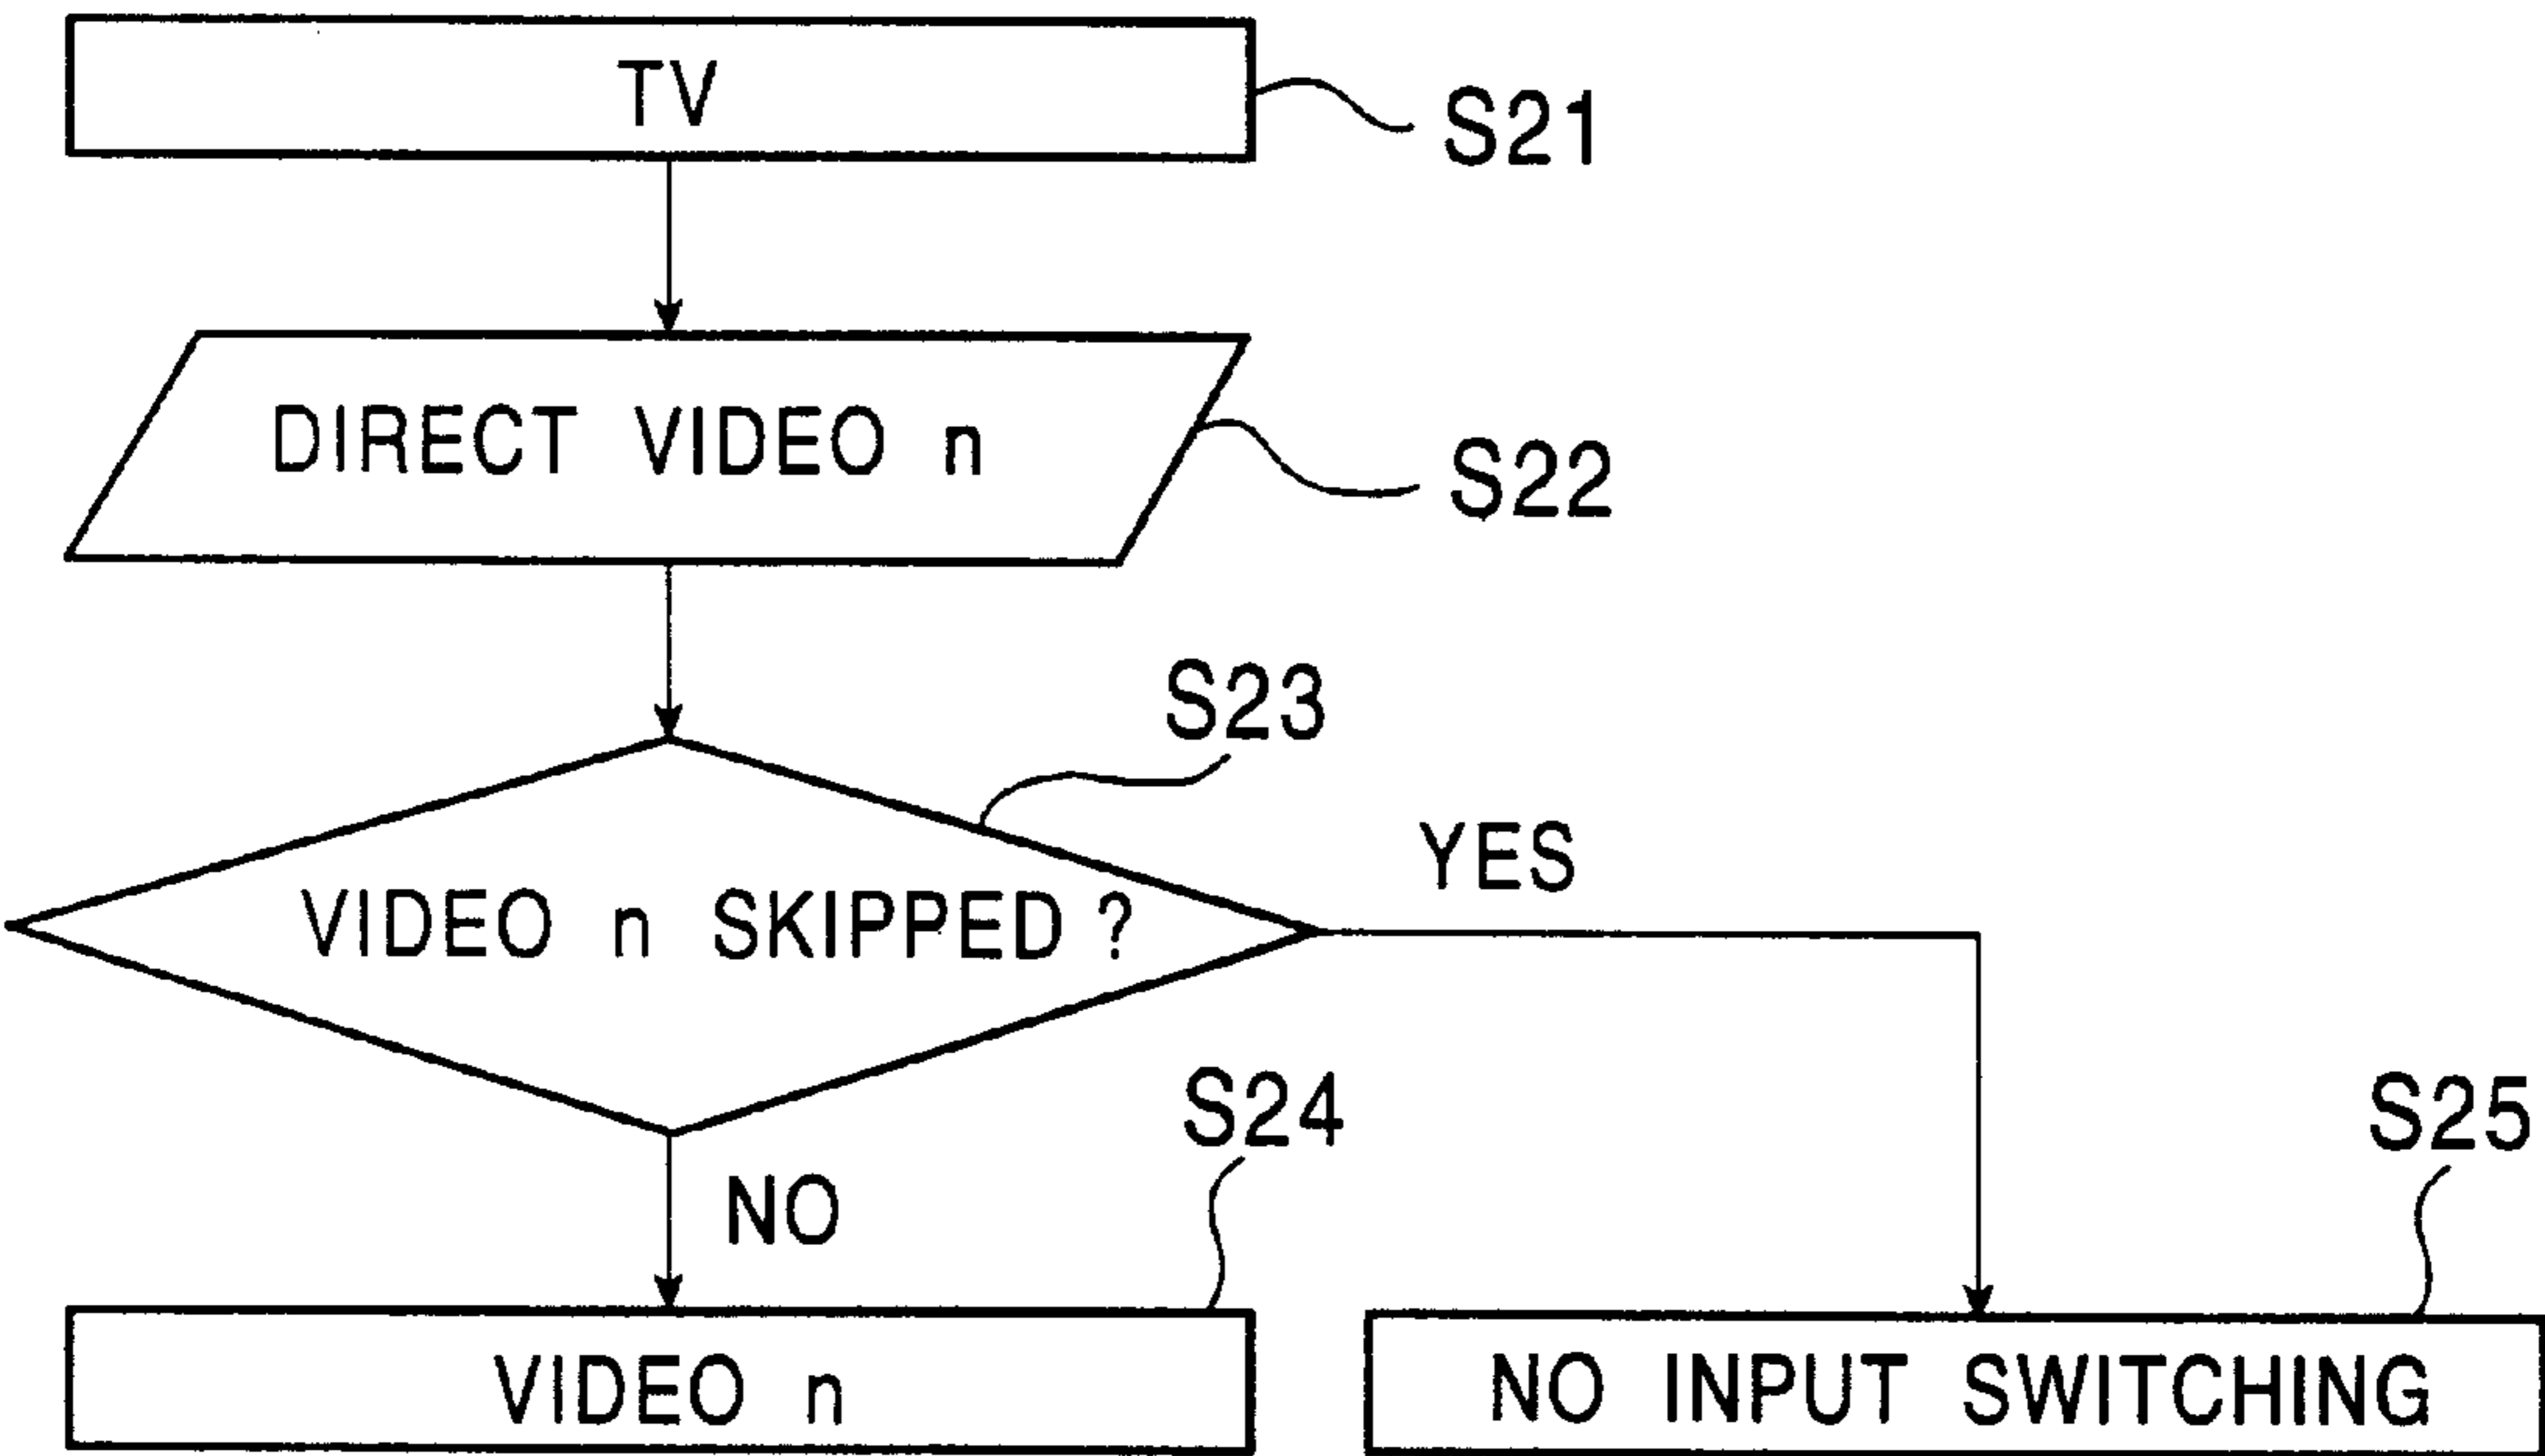 TV
S21
DIRECT VIDEO n
S22
S23
VIDEO n SKIPPED ?
YES
NO
S24
S25
VIDEO n
NO INPUT SWITCHING